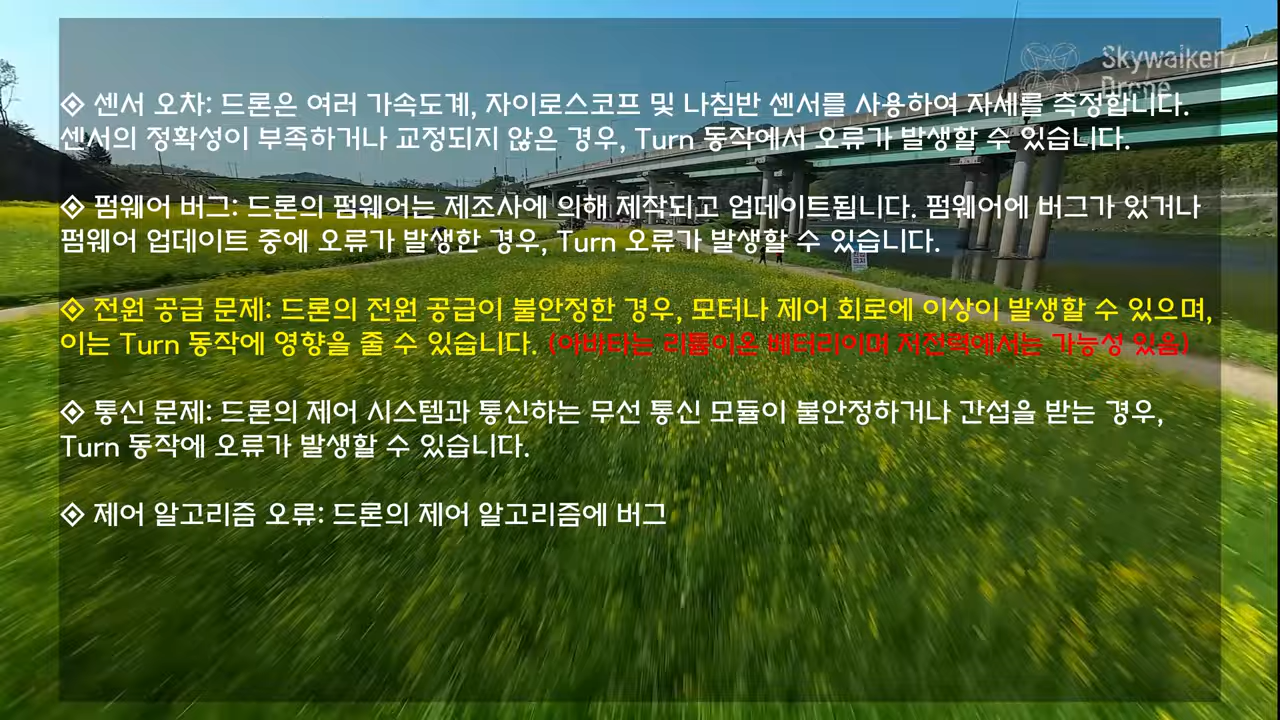 Skywalker
Drone
◈ 센서 오차: 드론은 여러 가속도계, 자이로스코프 및 나침반 센서를 사용하여 자세를 측정합니다.
센서의 정확성이 부족하거나 교정되지 않은 경우, Turn 동작에서 오류가 발생할 수 있습니다.
◈ 펌웨어 버그: 드론의 펌웨어는 제조사에 의해 제작되고 업데이트됩니다. 펌웨어에 버그가 있거나
펌웨어 업데이트 중에 오류가 발생한 경우, Turn 오류가 발생할 수 있습니다.
◈ 전원 공급 문제: 드론의 전원 공급이 불안정한 경우, 모터나 제어 회로에 이상이 발생할 수 있으며,
이는 Turn 동작에 영향을 줄 수 있습니다. (아바타는 리튬이온 베터리이며 저전력에서는 가능성 있음)
◈ 통신 문제: 드론의 제어 시스템과 통신하는 무선 통신 모듈이 불안정하거나 간섭을 받는 경우,
Turn 동작에 오류가 발생할 수 있습니다.
◈ 제어 알고리즘 오류: 드론의 제어 알고리즘에 버그